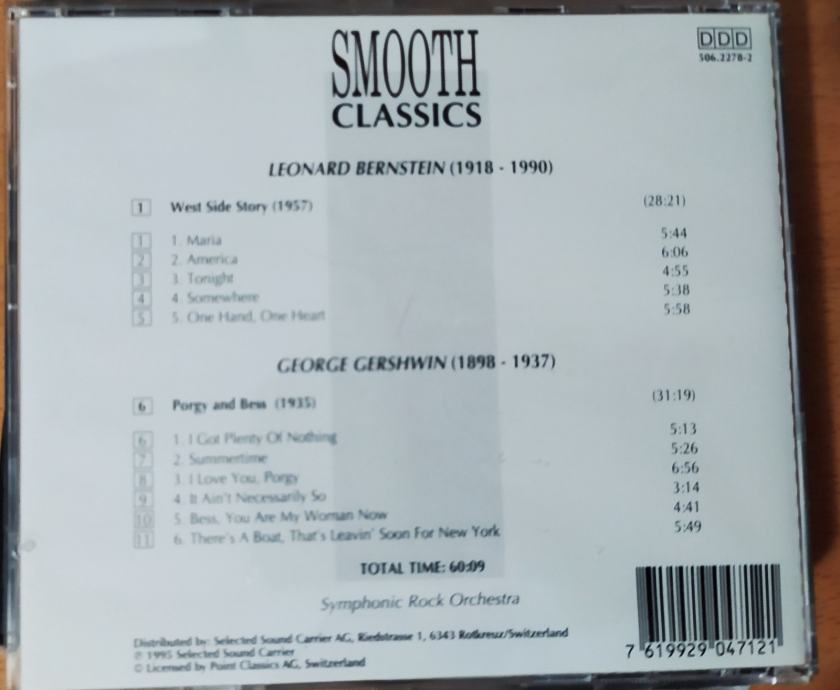 SMOOTH
CLASSICS
DDD
506.2278-2
LEONARD BERNSTEIN (1918 - 1990)
1 West Side Story (1957) (28:21)
1 1. Maria 5:44
2 2. America 6:06
3 3. Tonight 4:55
4 4. Somewhere 5:38
5 5. One Hand, One Heart 5:58
GEORGE GERSHWIN (1898 - 1937)
6 Porgy and Bess (1935) (31:19)
6 1. I Got Plenty Of Nothing 5:13
7 2. Summertime 5:26
8 3. I Love You, Porgy 6:56
9 4. It Ain't Necessarily So 3:14
10 5. Bess, You Are My Woman Now 4:41
11 6. There's A Boat, That's Leavin' Soon For New York 5:49
TOTAL TIME: 60:09
Symphonic Rock Orchestra
Distributed by: Selected Sound Carrier AG, Riedstrasse 1, 6343 Rotkreuz/Switzerland
℗ 1995 Selected Sound Carrier
© Licensed by Point Classics AG, Switzerland
7 619929 047121